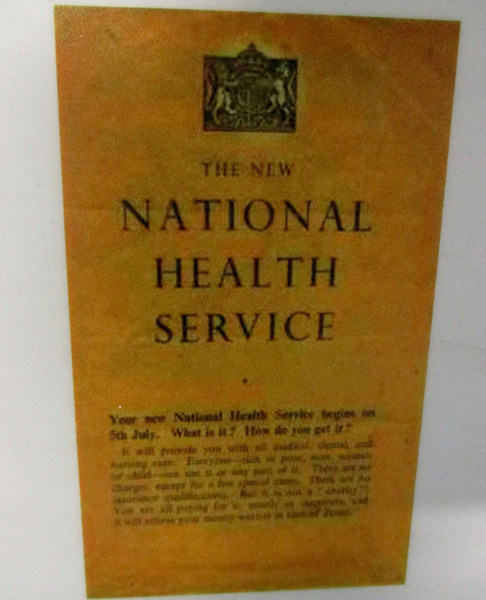 THE NEW
NATIONAL
HEALTH
SERVICE
Your new National Health Service begins on
5th July. What is it? How do you get it?
It will provide you with all medical, dental, and
nursing care. Everyone—rich or poor, man, woman
or child—can use it or any part of it. There are no
charges, except for a few special items. There are no
insurance qualifications. But it is not a "charity".
You are all paying for it, mainly as taxpayers, and
it will relieve your money worries in time of illness.